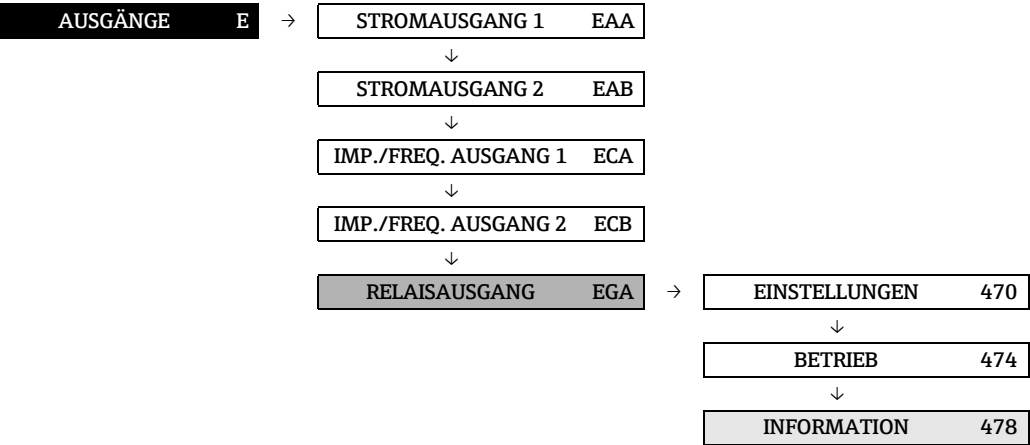 AUSGÄNGE E → STROMAUSGANG 1 EAA
↓
STROMAUSGANG 2 EAB
↓
IMP./FREQ. AUSGANG 1 ECA
↓
IMP./FREQ. AUSGANG 2 ECB
↓
RELAISAUSGANG EGA → EINSTELLUNGEN 470
↓
BETRIEB 474
↓
INFORMATION 478